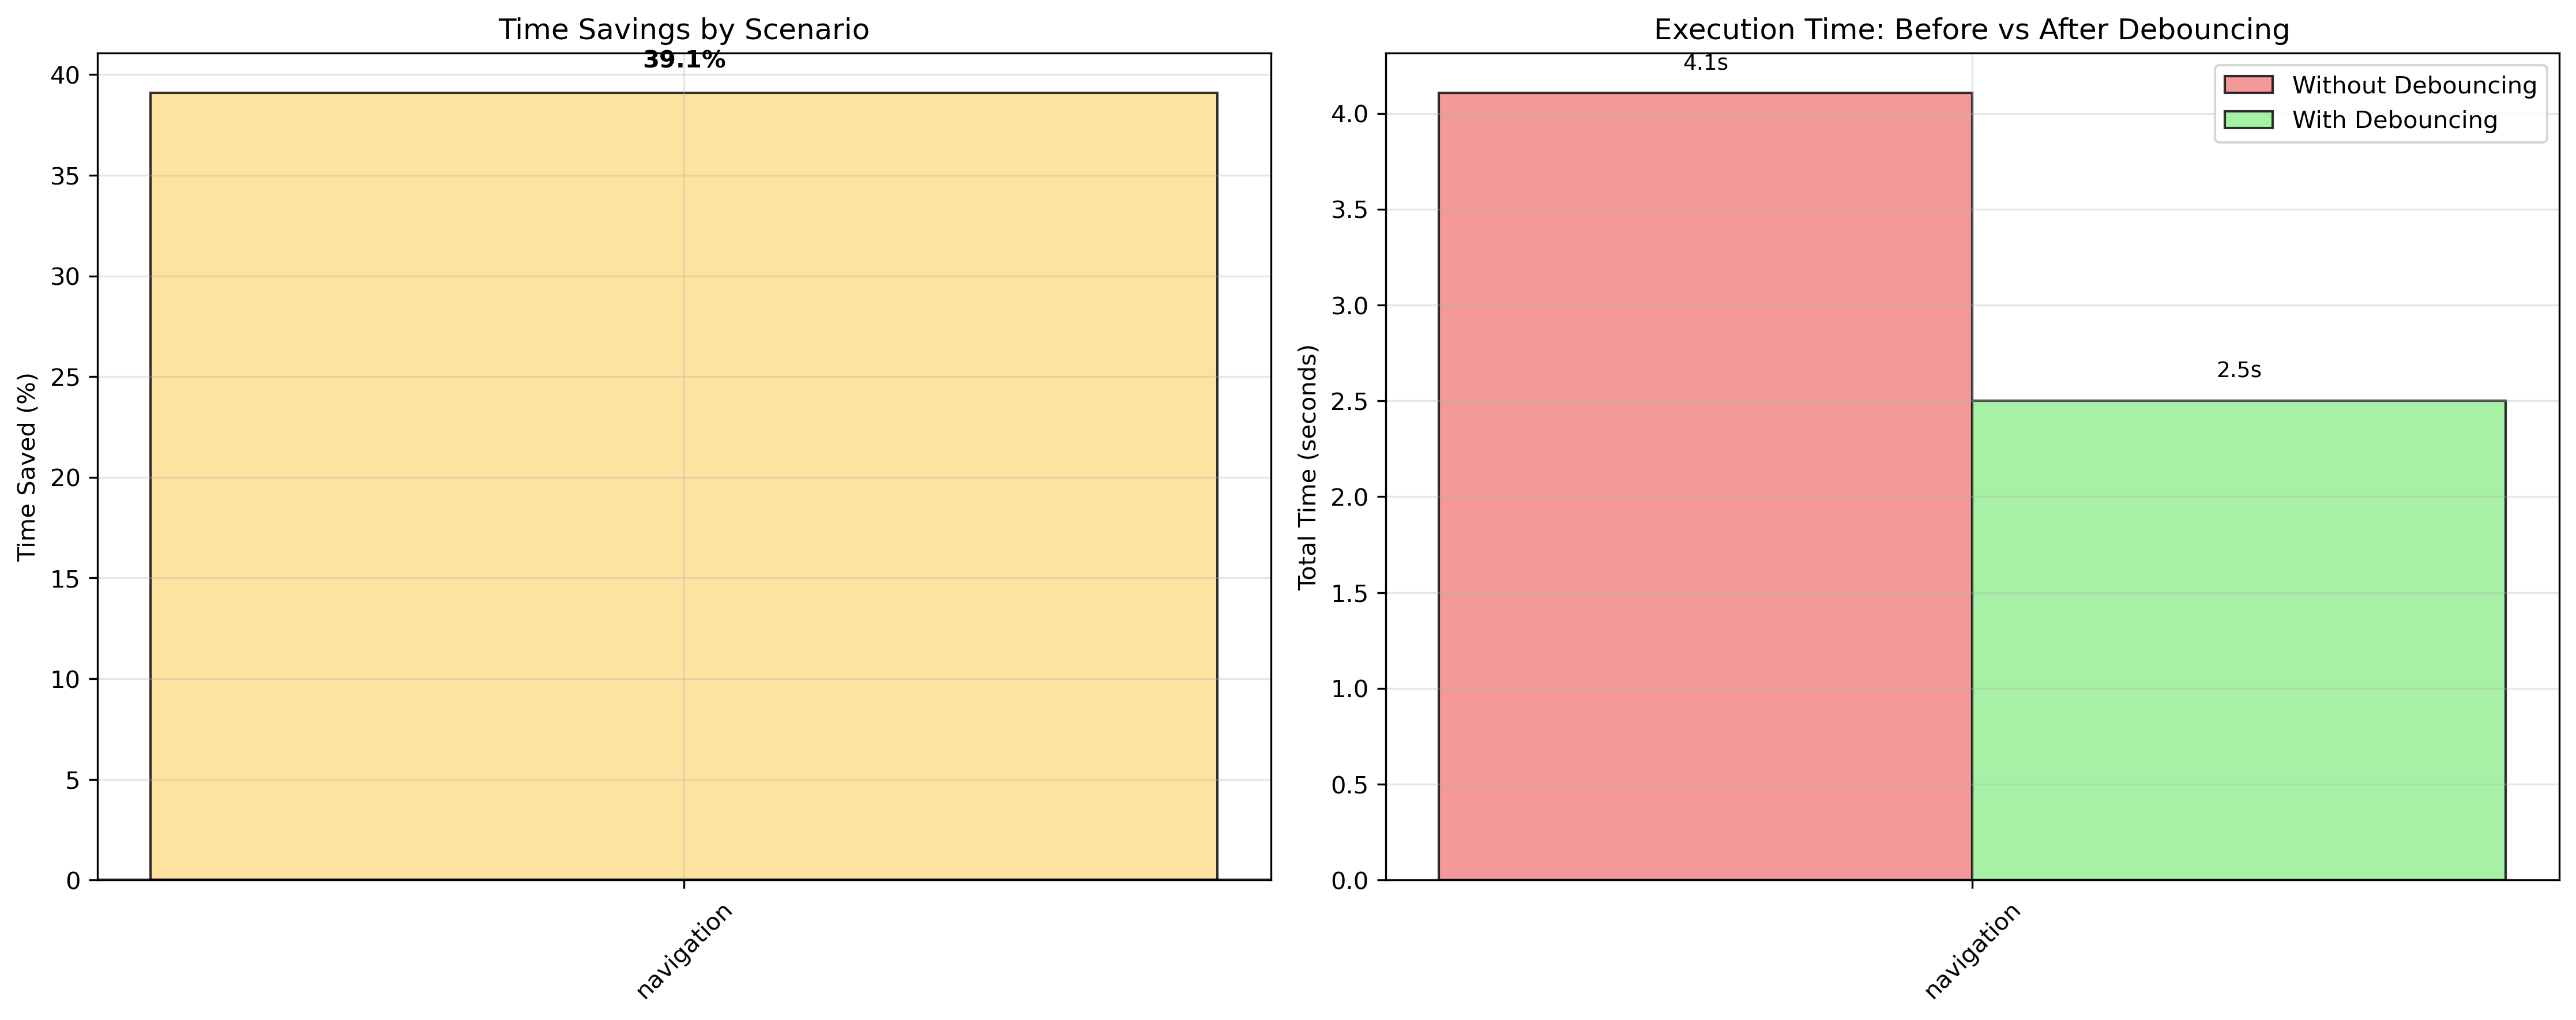 Time Savings by Scenario
39.1%
40
35
30
25
20
15
10
5
0
Time Saved (%)
navigation
Execution Time: Before vs After Debouncing
4.1s
Without Debouncing
With Debouncing
2.5s
4.0
3.5
3.0
2.5
2.0
1.5
1.0
0.5
0.0
Total Time (seconds)
navigation